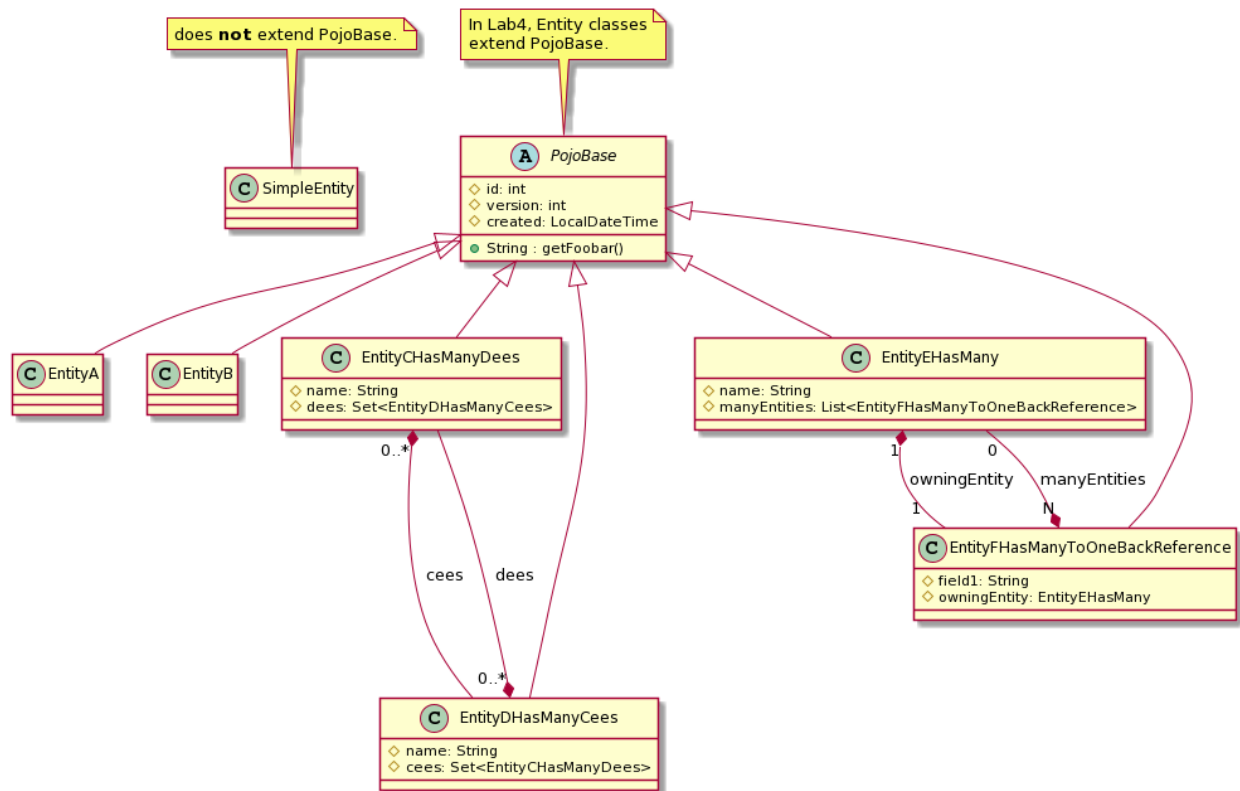 does not extend PojoBase.
In Lab4, Entity classes
extend PojoBase.
A PojoBase
id: int
version: int
created: LocalDateTime
String : getFoobar()
C SimpleEntity
C EntityA
C EntityB
C EntityCHasManyDees
name: String
dees: Set<EntityDHasManyCees>
C EntityEHasMany
name: String
manyEntities: List<EntityFHasManyToOneBackReference>
0..*
1
0
owningEntity
manyEntities
1
N
C EntityFHasManyToOneBackReference
field1: String
owningEntity: EntityEHasMany
cees
dees
0..*
C EntityDHasManyCees
name: String
cees: Set<EntityCHasManyDees>